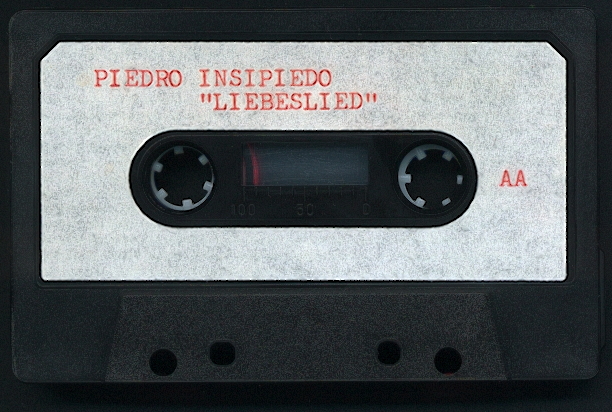 PIEDRO INSIPIEDO
"LIEBESLIED"
AA
100 50 0